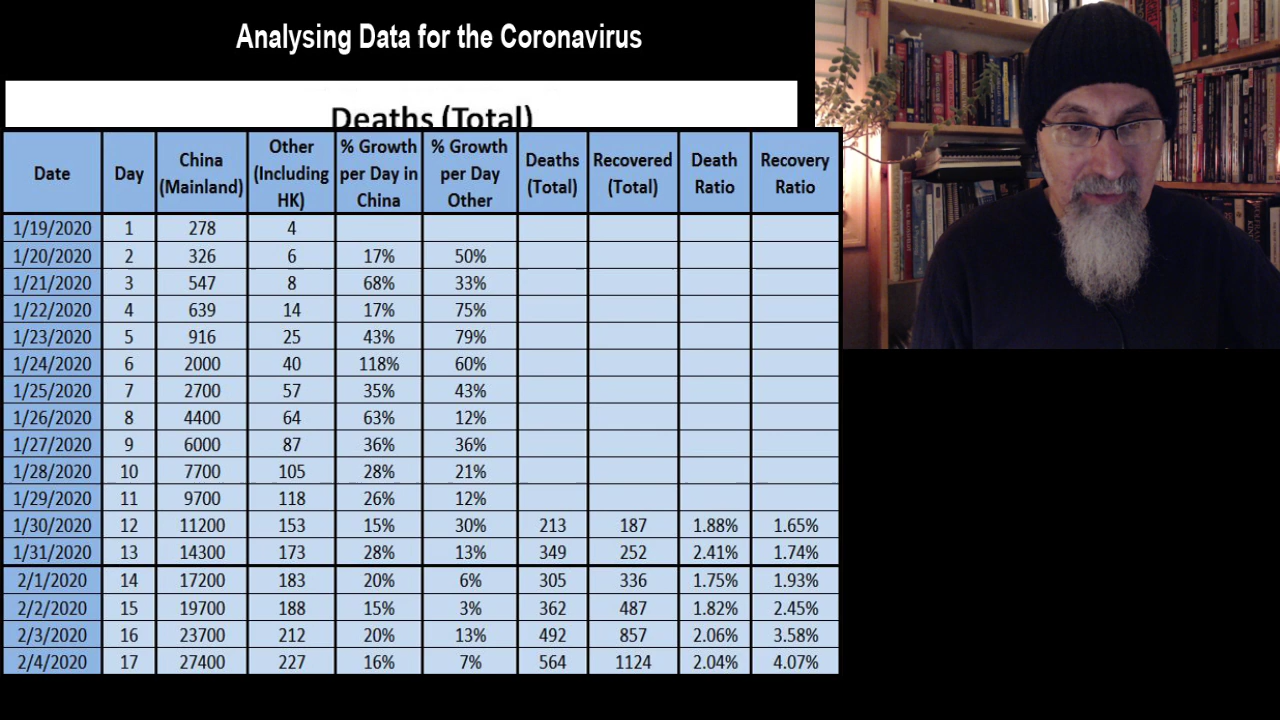 Analysing Data for the Coronavirus
Deaths (Total)
Date Day China (Mainland) Other (Including HK) % Growth per Day in China % Growth per Day Other Deaths (Total) Recovered (Total) Death Ratio Recovery Ratio
1/19/2020 1 278 4
1/20/2020 2 326 6 17% 50%
1/21/2020 3 547 8 68% 33%
1/22/2020 4 639 14 17% 75%
1/23/2020 5 916 25 43% 79%
1/24/2020 6 2000 40 118% 60%
1/25/2020 7 2700 57 35% 43%
1/26/2020 8 4400 64 63% 12%
1/27/2020 9 6000 87 36% 36%
1/28/2020 10 7700 105 28% 21%
1/29/2020 11 9700 118 26% 12%
1/30/2020 12 11200 153 15% 30% 213 187 1.88% 1.65%
1/31/2020 13 14300 173 28% 13% 349 252 2.41% 1.74%
2/1/2020 14 17200 183 20% 6% 305 336 1.75% 1.93%
2/2/2020 15 19700 188 15% 3% 362 487 1.82% 2.45%
2/3/2020 16 23700 212 20% 13% 492 857 2.06% 3.58%
2/4/2020 17 27400 227 16% 7% 564 1124 2.04% 4.07%